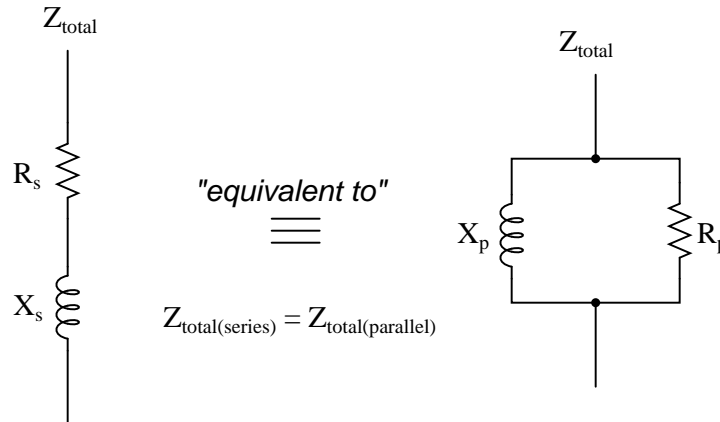 Z_total
Z_total
R_s
"equivalent to"
X_p
R_p
X_s
Z_total(series) = Z_total(parallel)